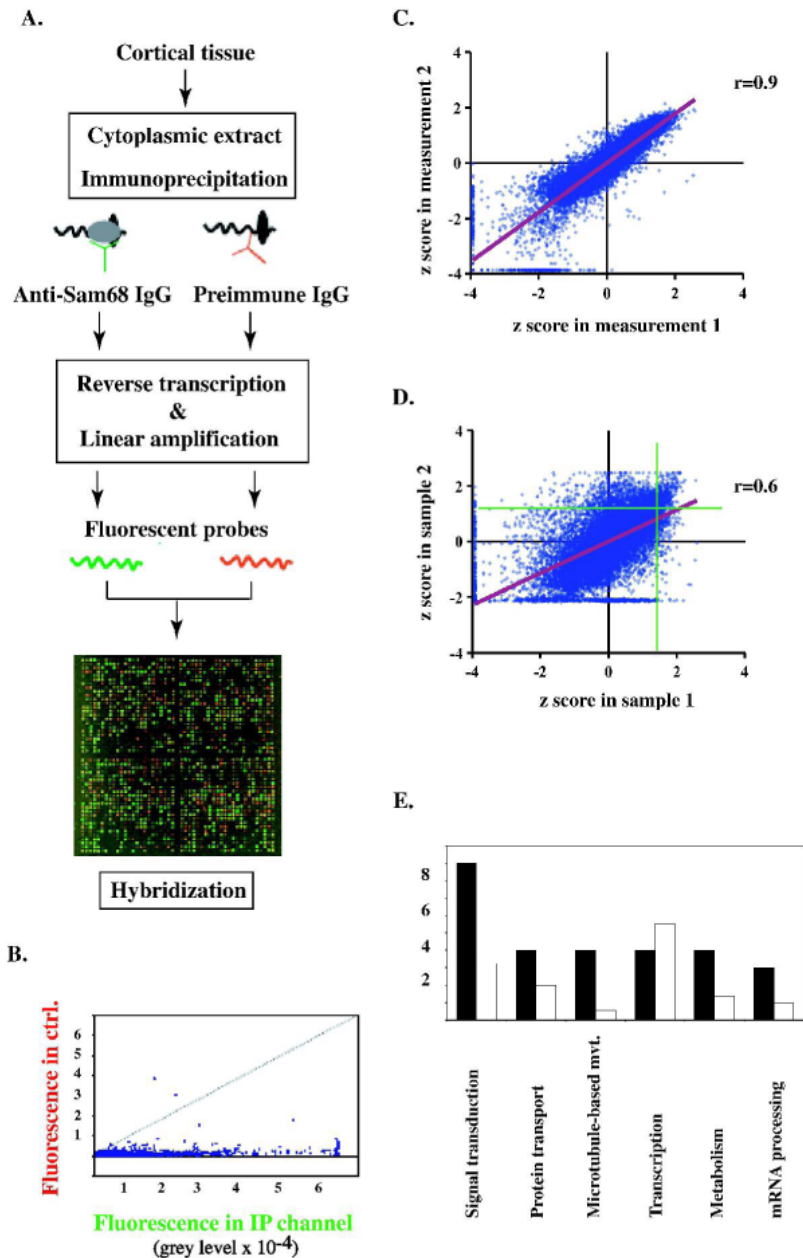 A.
Cortical tissue
Cytoplasmic extract
Immunoprecipitation
Anti-Sam68 IgG
Preimmune IgG
Reverse transcription
&
Linear amplification
Fluorescent probes
Hybridization
B.
Fluorescence in ctrl.
6
5
4
3
2
1
1 2 3 4 5 6
Fluorescence in IP channel
(grey level x 10-4)
C.
z score in measurement 2
4
2
0
-2
-4
-4 -2 0 2 4
r=0.9
z score in measurement 1
D.
z score in sample 2
4
2
0
-2
-4
-4 -2 0 2 4
r=0.6
z score in sample 1
E.
8
6
4
2
Signal transduction
Protein transport
Microtubule-based mvt.
Transcription
Metabolism
mRNA processing